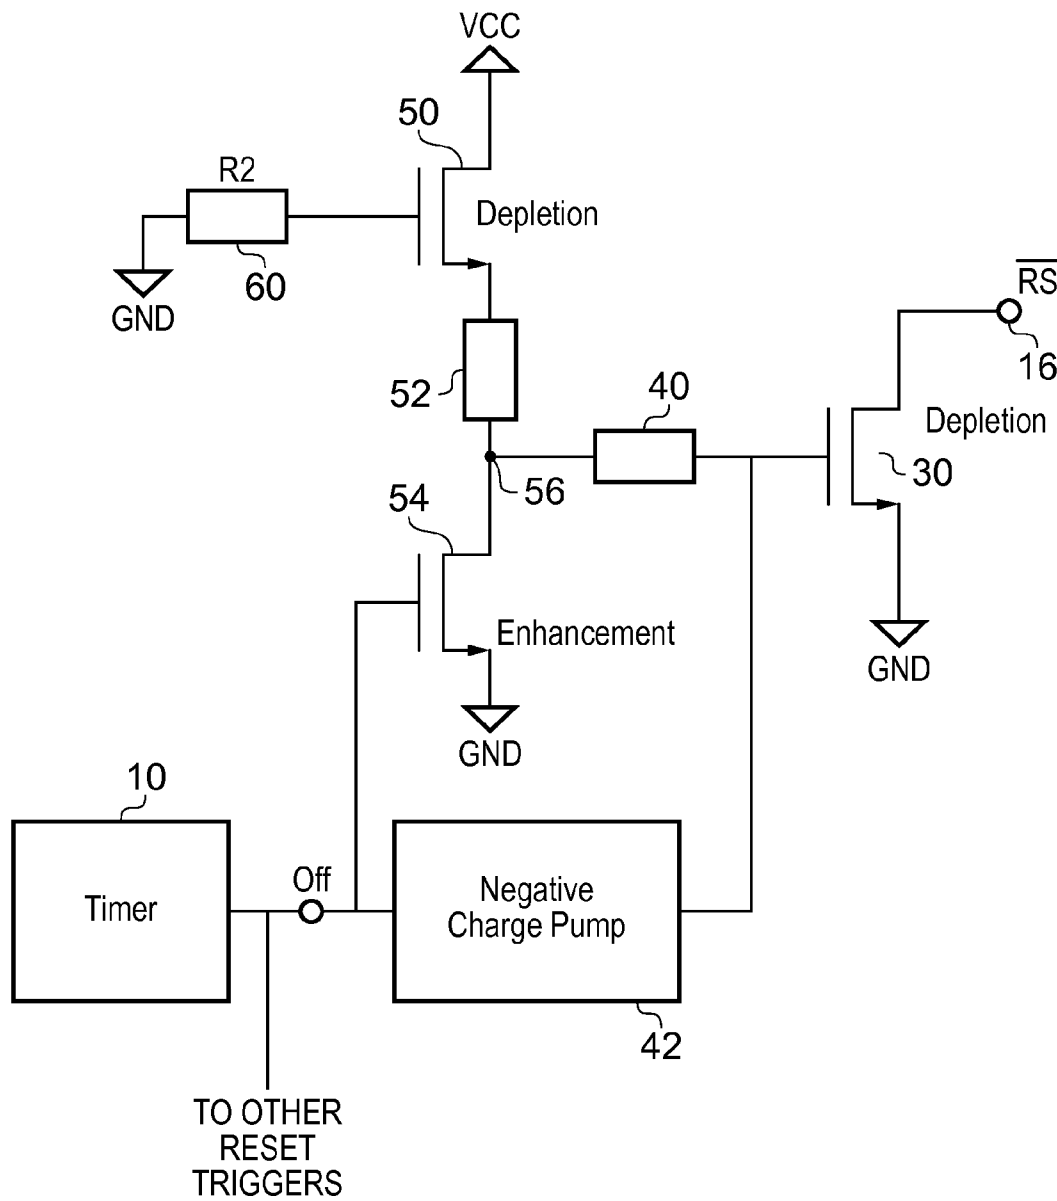 VCC
50
R2
Depletion
60
GND
RS
16
52
40
Depletion
30
56
54
Enhancement
GND
GND
10
Timer
Off
Negative
Charge Pump
42
TO OTHER
RESET
TRIGGERS